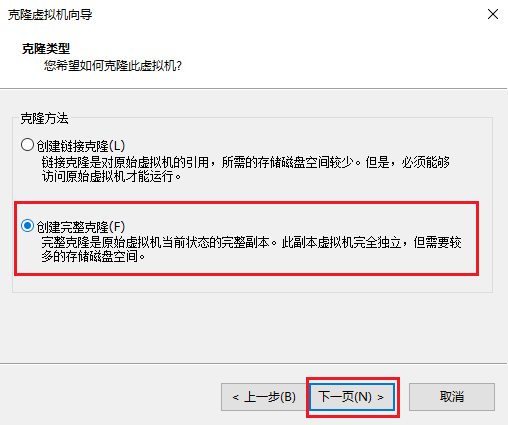 克隆虚拟机向导
克隆类型
您希望如何克隆此虚拟机?
克隆方法
创建链接克隆(L)
链接克隆是对原始虚拟机的引用，所需的存储磁盘空间较少。但是，必须能够
访问原始虚拟机才能运行。
创建完整克隆(F)
完整克隆是原始虚拟机当前状态的完整副本。此副本虚拟机完全独立，但需要较
多的存储磁盘空间。
< 上一步(B)
下一页(N) >
取消